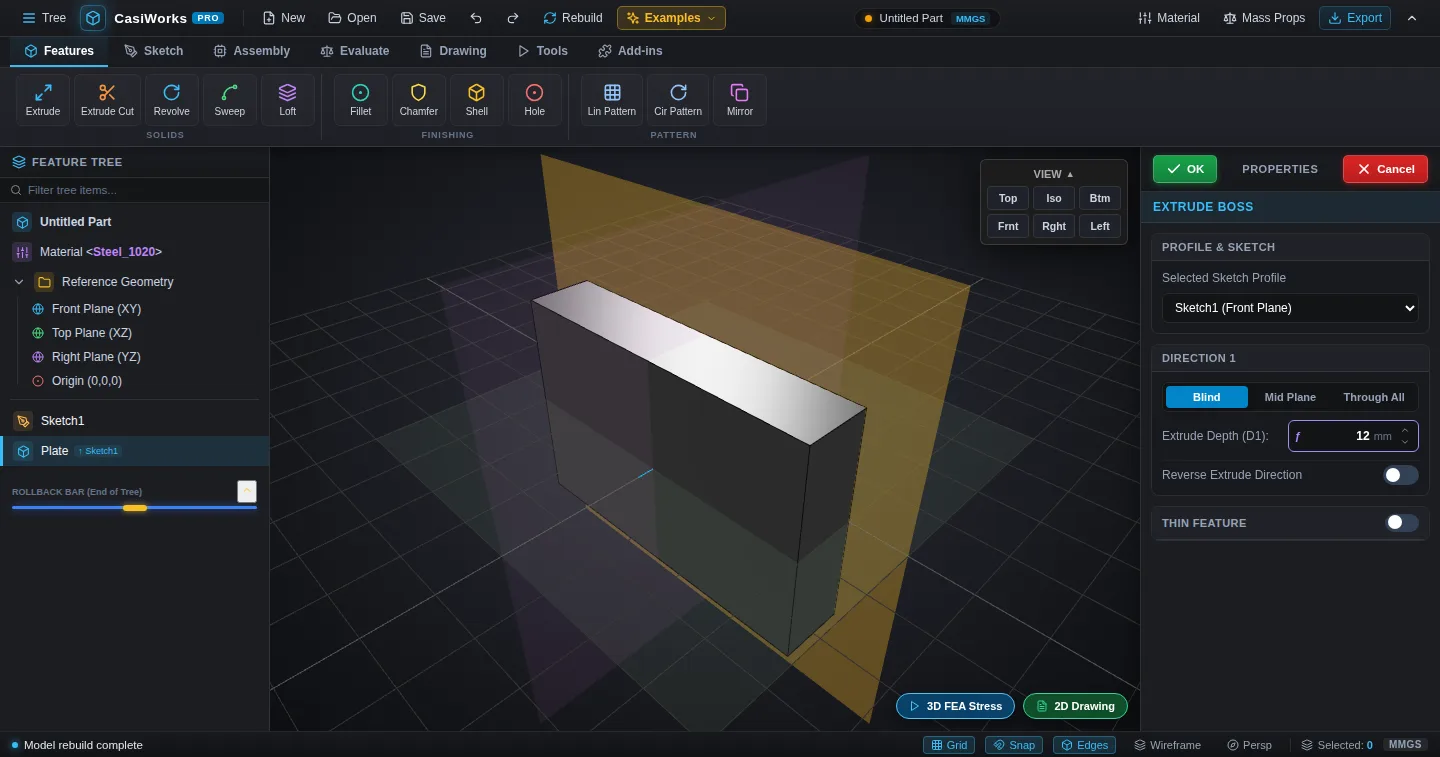 Tree CasiWorks PRO New Open Save Rebuild Examples Untitled Part MMGS Material Mass Props Export
Features Sketch Assembly Evaluate Drawing Tools Add-ins
Extrude Extrude Cut Revolve Sweep Loft Fillet Chamfer Shell Hole Lin Pattern Cir Pattern Mirror
SOLIDS FINISHING PATTERN
FEATURE TREE
Filter tree items...
Untitled Part
Material <Steel_1020>
Reference Geometry
Front Plane (XY)
Top Plane (XZ)
Right Plane (YZ)
Origin (0,0,0)
Sketch1
Plate ↑ Sketch1
ROLLBACK BAR (End of Tree)
VIEW ▲
Top Iso Btm
Frnt Rght Left
3D FEA Stress 2D Drawing
OK PROPERTIES Cancel
EXTRUDE BOSS
PROFILE & SKETCH
Selected Sketch Profile
Sketch1 (Front Plane)
DIRECTION 1
Blind Mid Plane Through All
Extrude Depth (D1): ƒ 12 mm
Reverse Extrude Direction
THIN FEATURE
Model rebuild complete Grid Snap Edges Wireframe Persp Selected: 0 MMGS